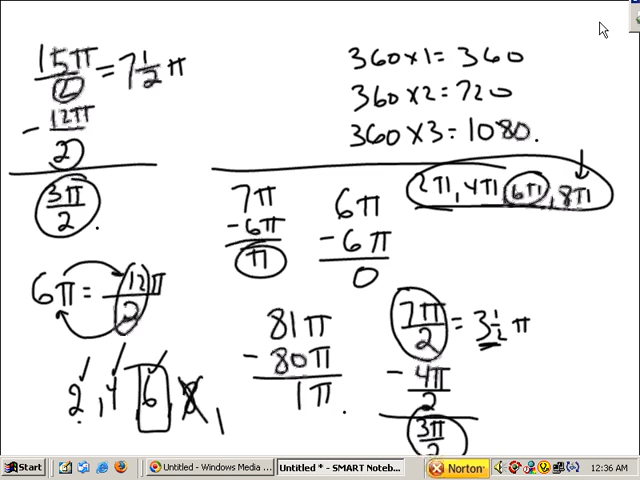 15π/2 = 7 1/2 π
- 12π/2
3π/2.
360×1=360
360×2=720
360×3=1080.
2π, 4π, 6π, 8π
7π
-6π
π
6π
-6π
0
6π = 12π/2
2, 4, 6, 8,
81π
- 80π
1π.
7π/2 = 3 1/2 π
- 4π/2
3π/2
Start
Untitled - Windows Media ...
Untitled * - SMART Noteb...
Norton
12:36 AM